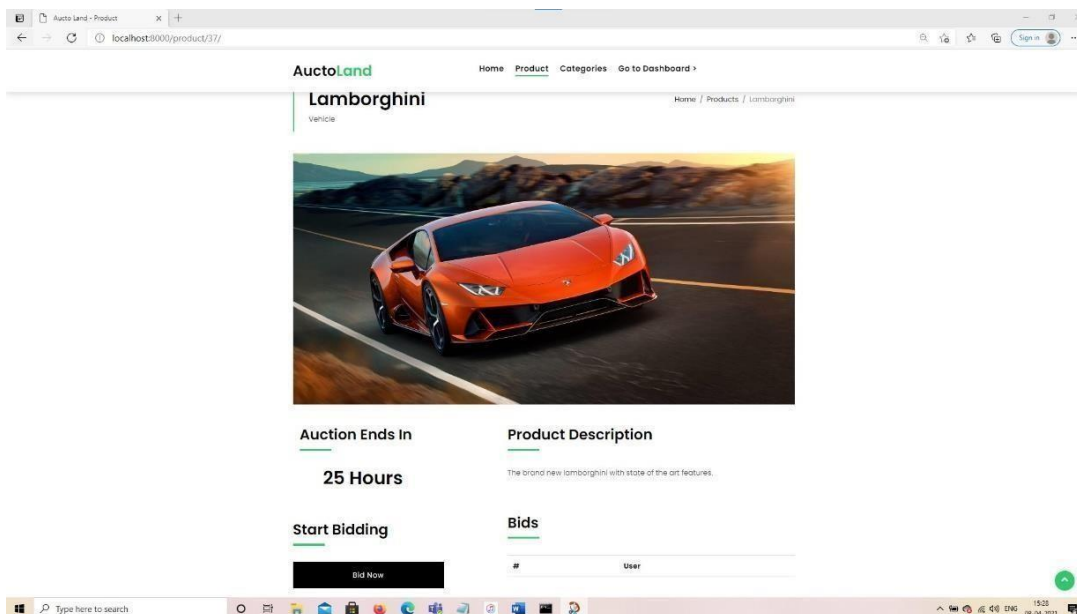 Aucto Land - Product
localhost:8000/product/37/
Sign in
AuctoLand
Home Product Categories Go to Dashboard >
Lamborghini
Home / Products / Lamborghini
Vehicle
Auction Ends In
Product Description
25 Hours
The brand new lamborghini with state of the art features.
Start Bidding
Bids
# User
Bid Now
Type here to search
ENG
15:28